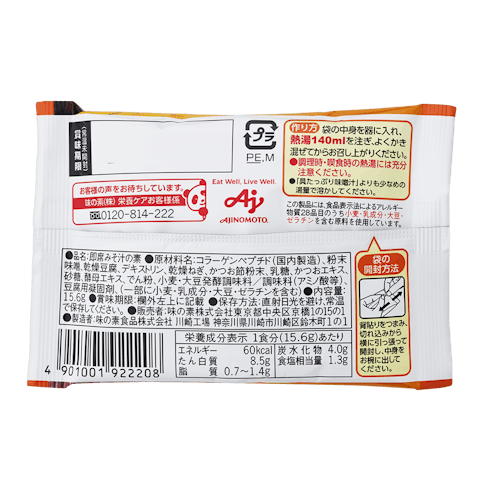 賞味期限
(常温未開封)
プラ
PE,M
作り方 袋の中身を器に入れ、
熱湯140mlを注ぎ、よくかき
混ぜてからお召し上がりください。
●調理時・喫食時の熱湯には充分
注意ください。
●「具たっぷり味噌汁」よりも少なめの
湯量で溶かしてください。
この製品には、食品表示法によるアレルギー
物質28品目のうち小麦・乳成分・大豆・
ゼラチンを含む原料を使用しています。
お客様の声をお待ちしています。
味の素(株) 栄養ケアお客様係
0120-814-222
Eat Well, Live Well.
Aj
AJINOMOTO®
●品名:即席みそ汁の素 ●原材料名:コラーゲンペプチド(国内製造)、粉末
味噌、乾燥豆腐、デキストリン、乾燥ねぎ、かつお節粉末、乳糖、かつおエキス、
砂糖、酵母エキス、でん粉、小麦・大豆発酵調味料/調味料(アミノ酸等)、
豆腐用凝固剤、(一部に小麦・乳成分・大豆・ゼラチンを含む)●内容量:
15.6g ●賞味期限:欄外左上に記載 ●保存方法:直射日光を避け、常温
で保存してください。●販売者:味の素株式会社東京都中央区京橋1の15の1
●製造者:味の素食品株式会社 川崎工場 神奈川県川崎市川崎区鈴木町1の1
袋の
開封方法
背貼りをつまみ、
切れ込みから
横に引っ張って
開封し、中身を
お椀に出して
ください。
4 901001 922208
栄養成分表示 1食分(15.6g)あたり
エネルギー 60kcal 炭水化物 4.0g
たん白質 8.5g 食塩相当量 1.3g
脂質 0.7~1.4g